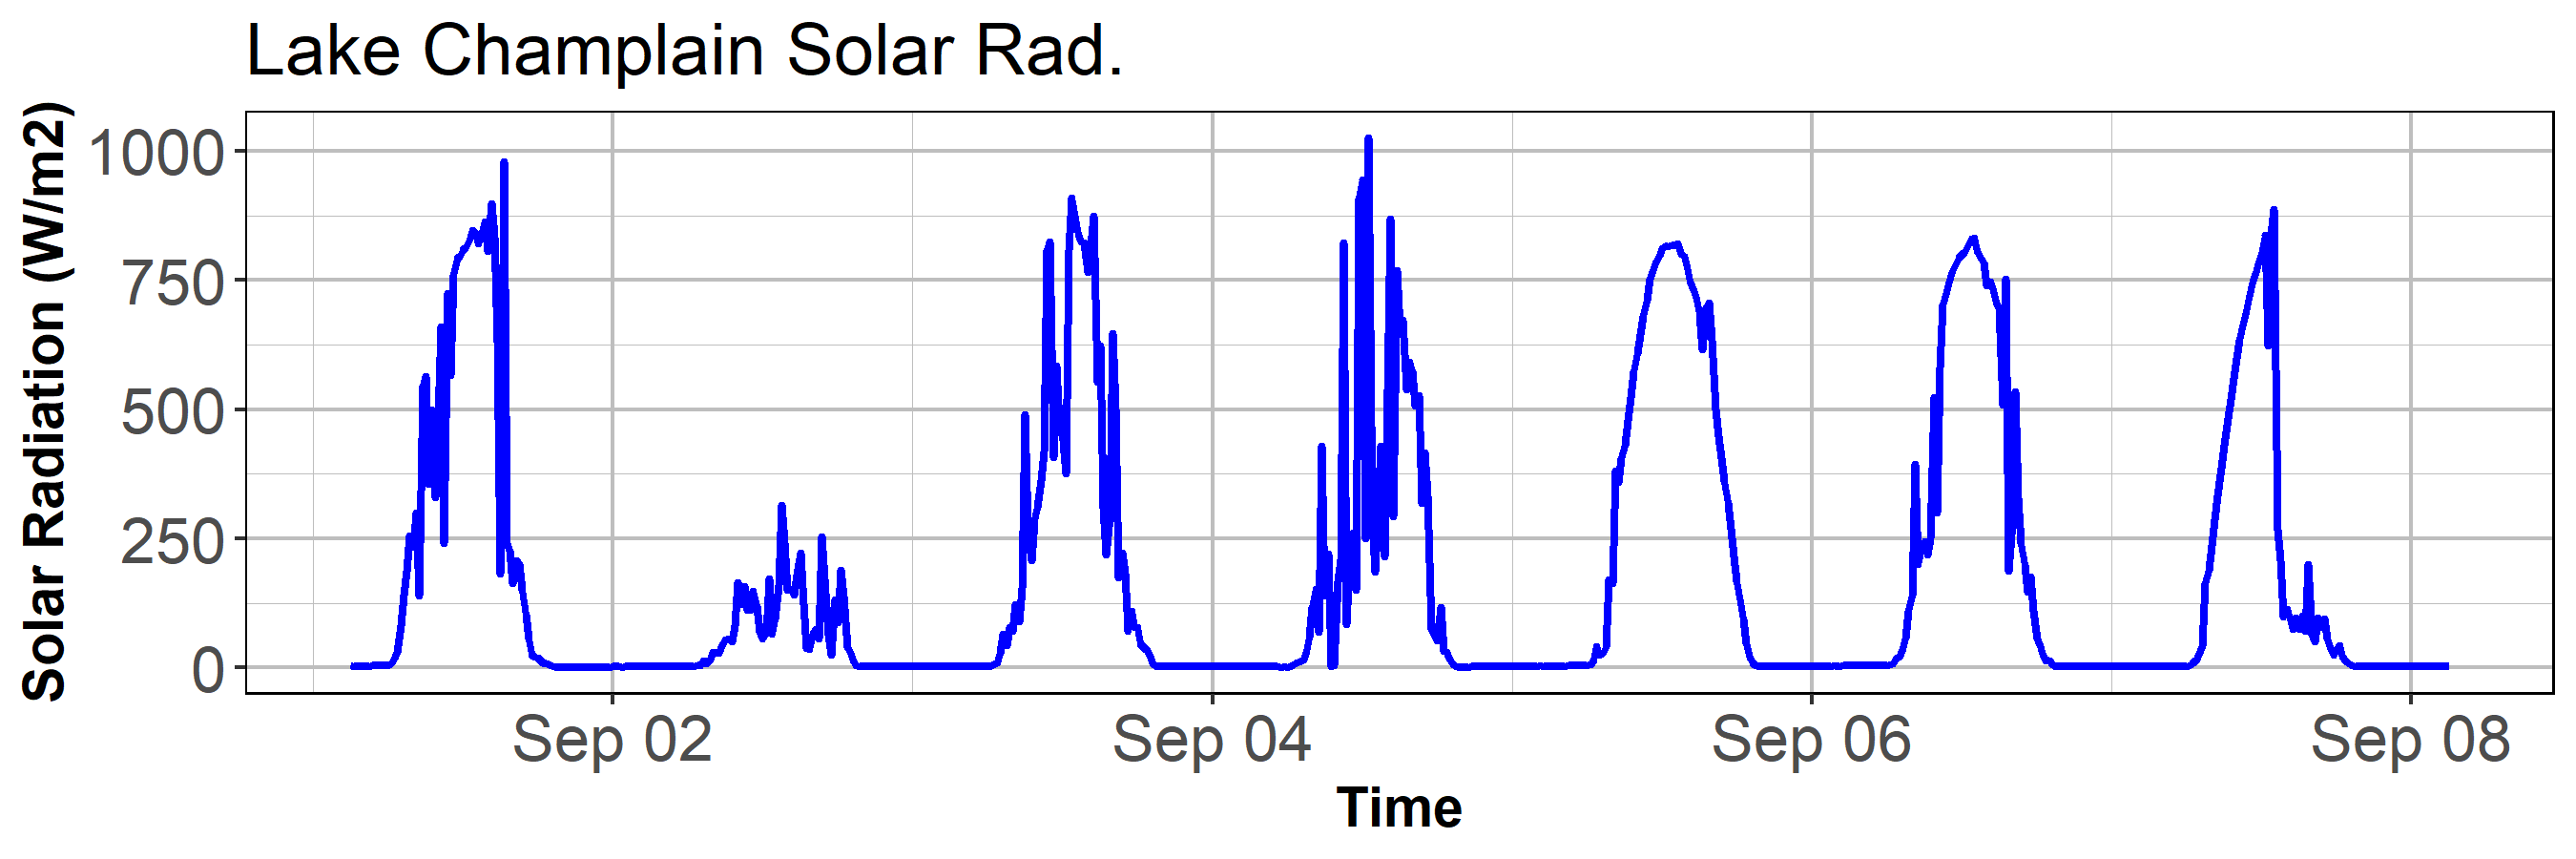 Lake Champlain Solar Rad.
Solar Radiation (W/m2)
1000
750
500
250
0
Sep 02 Sep 04 Sep 06 Sep 08
Time